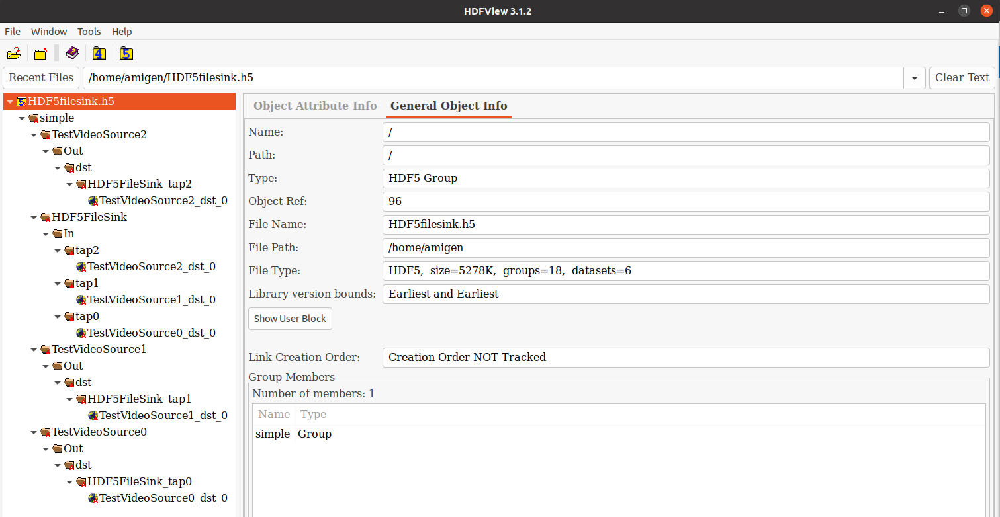 HDFView 3.1.2
File Window Tools Help
4 5
Recent Files /home/amigen/HDF5filesink.h5 Clear Text
5 HDF5filesink.h5
simple
TestVideoSource2
Out
dst
HDF5FileSink_tap2
TestVideoSource2_dst_0
HDF5FileSink
In
tap2
TestVideoSource2_dst_0
tap1
TestVideoSource1_dst_0
tap0
TestVideoSource0_dst_0
TestVideoSource1
Out
dst
HDF5FileSink_tap1
TestVideoSource1_dst_0
TestVideoSource0
Out
dst
HDF5FileSink_tap0
TestVideoSource0_dst_0
Object Attribute Info General Object Info
Name: /
Path: /
Type: HDF5 Group
Object Ref: 96
File Name: HDF5filesink.h5
File Path: /home/amigen
File Type: HDF5, size=5278K, groups=18, datasets=6
Library version bounds: Earliest and Earliest
Show User Block
Link Creation Order: Creation Order NOT Tracked
Group Members
Number of members: 1
Name Type
simple Group